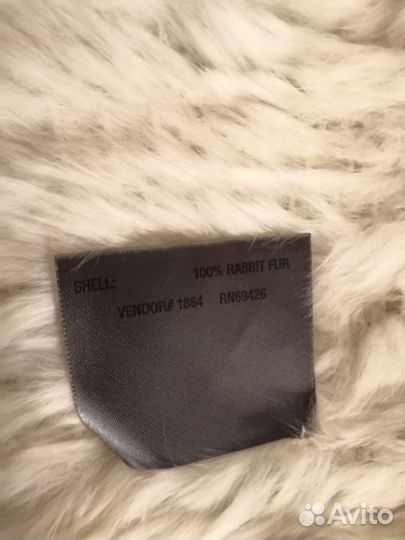 SHELL: 100% RABBIT FUR
VENDOR# 1864 RN69426
Avito